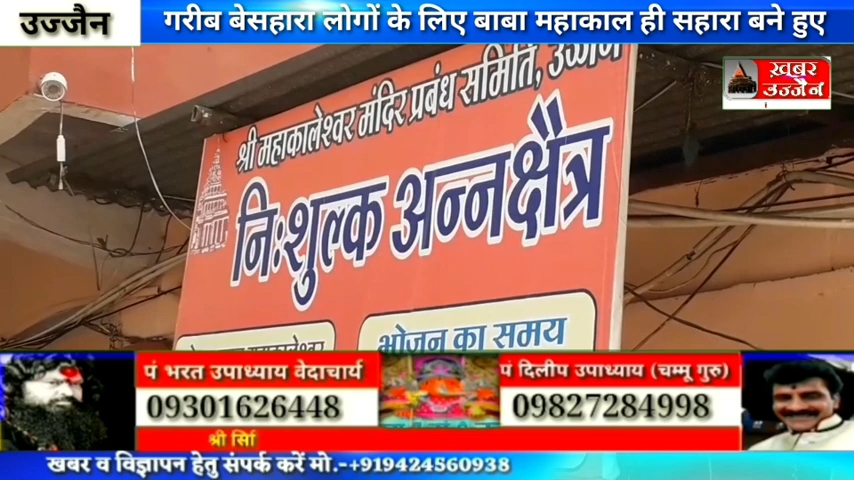 उज्जैन
गरीब बेसहारा लोगों के लिए बाबा महाकाल ही सहारा बने हुए
ख़बर
उज्जैन
श्री महाकालेश्वर मंदिर प्रबंध समिति, उज्जैन
निःशुल्क अन्नक्षैत्र
भोजन का समय
पं भरत उपाध्याय वेदाचार्य
09301626448
पं दिलीप उपाध्याय (चम्मू गुरु)
09827284998
श्री सि
खबर व विज्ञापन हेतु संपर्क करें मो.-+919424560938